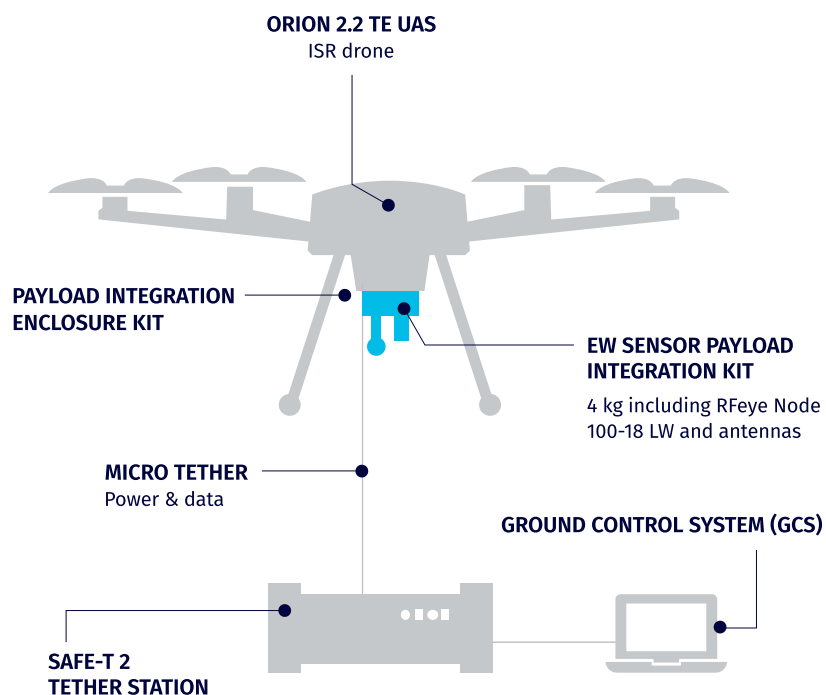 ORION 2.2 TE UAS
ISR drone
PAYLOAD INTEGRATION
ENCLOSURE KIT
EW SENSOR PAYLOAD
INTEGRATION KIT
4 kg including RFeye Node
100-18 LW and antennas
MICRO TETHER
Power & data
GROUND CONTROL SYSTEM (GCS)
SAFE-T 2
TETHER STATION